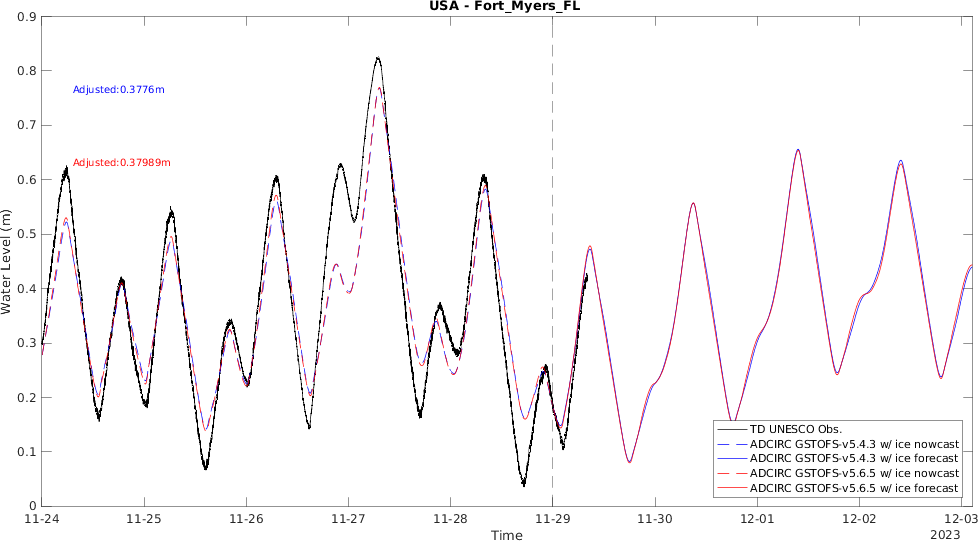 USA - Fort_Myers_FL
0.9
0.8
0.7
0.6
0.5
0.4
0.3
0.2
0.1
0
Water Level (m)
Adjusted:0.3776m
Adjusted:0.37989m
TD UNESCO Obs.
ADCIRC GSTOFS-v5.4.3 w/ ice nowcast
ADCIRC GSTOFS-v5.4.3 w/ ice forecast
ADCIRC GSTOFS-v5.6.5 w/ ice nowcast
ADCIRC GSTOFS-v5.6.5 w/ ice forecast
11-24 11-25 11-26 11-27 11-28 11-29 11-30 12-01 12-02 12-03
Time
2023